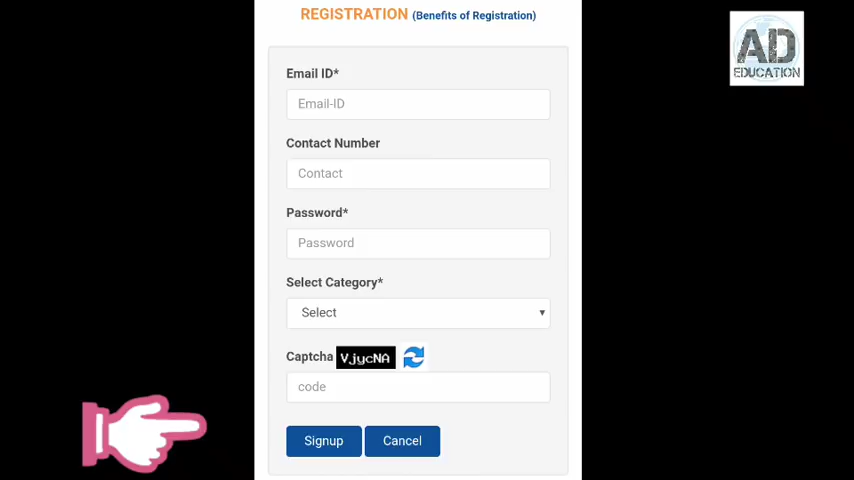 REGISTRATION (Benefits of Registration)
AD
EDUCATION
Email ID*
Email-ID
Contact Number
Contact
Password*
Password
Select Category*
Select
Captcha VjycNA
code
Signup Cancel